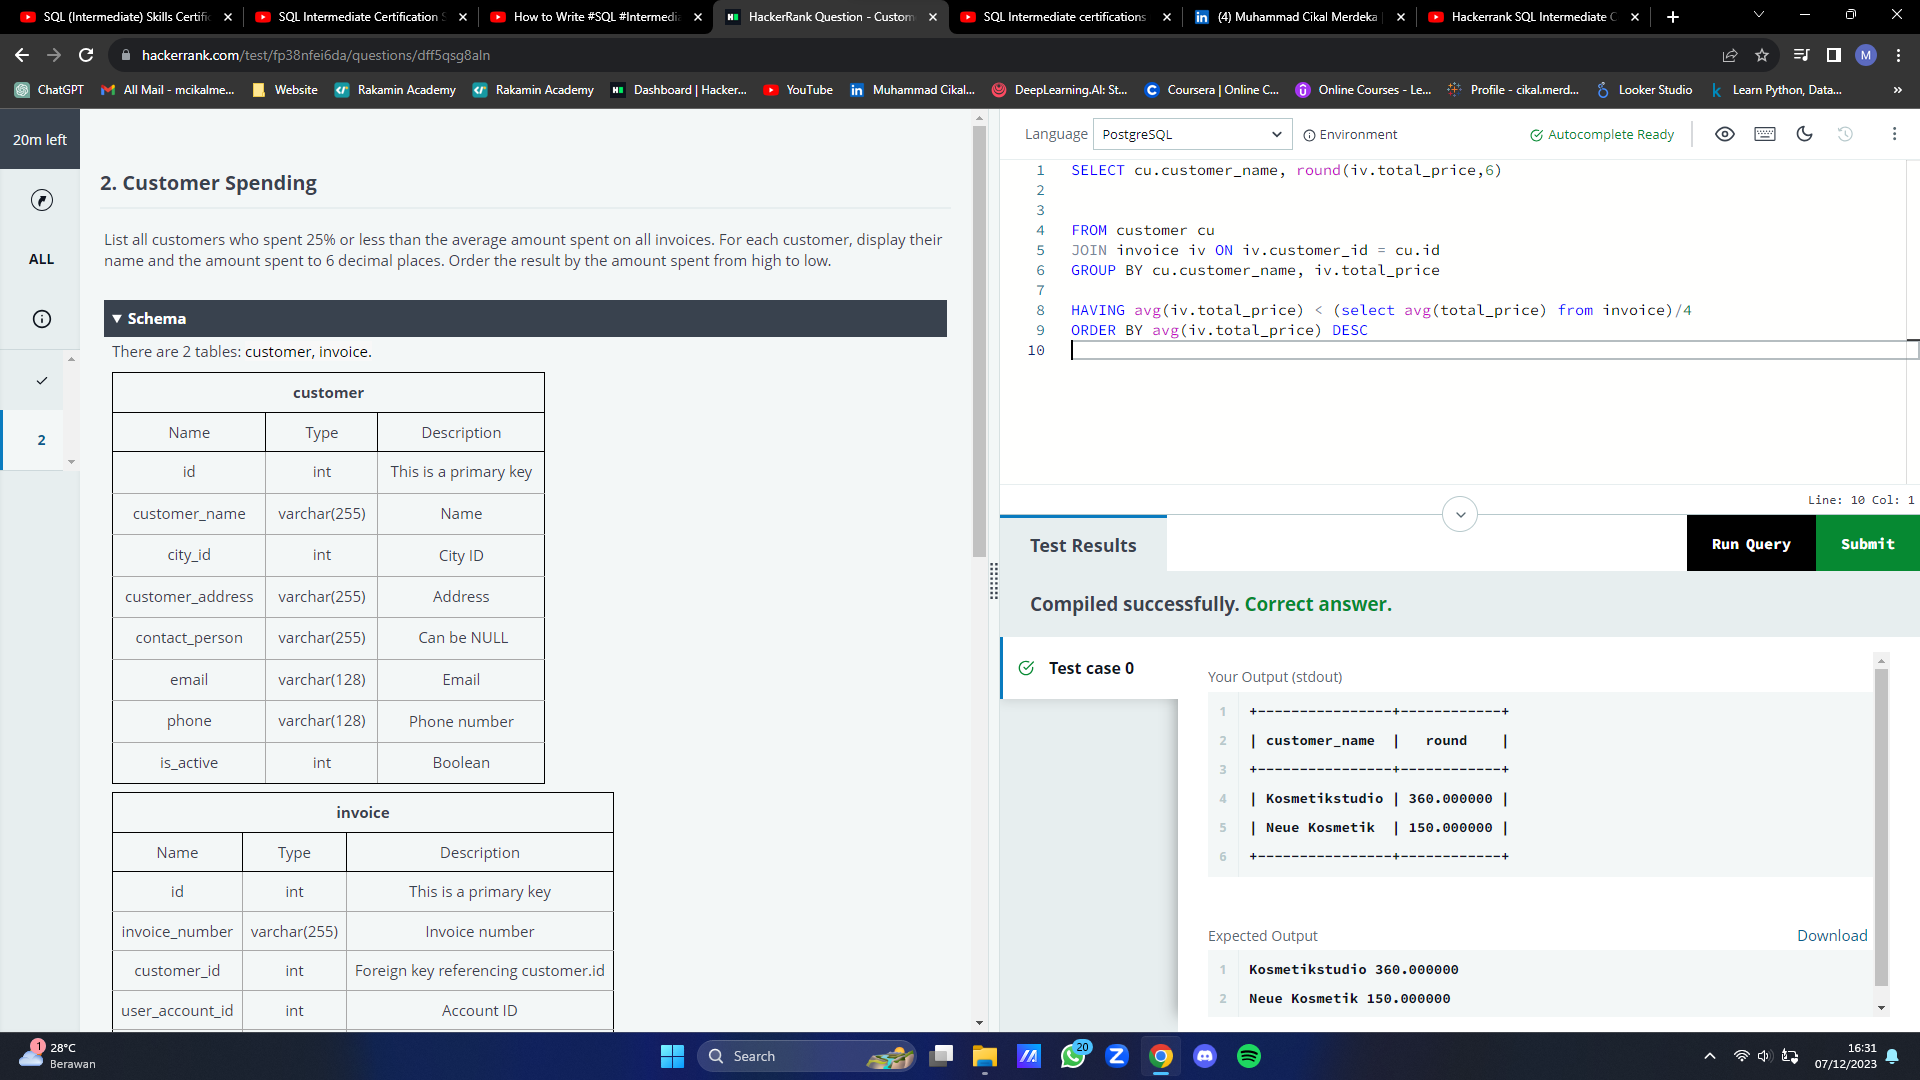 SQL (Intermediate) Skills Certific
SQL Intermediate Certification S
How to Write #SQL #Intermedia
HackerRank Question - Custom
SQL Intermediate certifications
(4) Muhammad Cikal Merdeka
Hackerrank SQL Intermediate C
hackerrank.com/test/fp38nfei6da/questions/dff5qsg8aln
M
ChatGPT
All Mail - mcikalme...
Website
Rakamin Academy
Rakamin Academy
Dashboard | Hacker...
YouTube
Muhammad Cikal...
DeepLearning.AI: St...
Coursera | Online C...
Online Courses - Le...
Profile - cikal.merd...
Looker Studio
Learn Python, Data...
20m left
ALL
2
2. Customer Spending
List all customers who spent 25% or less than the average amount spent on all invoices. For each customer, display their
name and the amount spent to 6 decimal places. Order the result by the amount spent from high to low.
Schema
There are 2 tables: customer, invoice.
customer
Name Type Description
id int This is a primary key
customer_name varchar(255) Name
city_id int City ID
customer_address varchar(255) Address
contact_person varchar(255) Can be NULL
email varchar(128) Email
phone varchar(128) Phone number
is_active int Boolean
invoice
Name Type Description
id int This is a primary key
invoice_number varchar(255) Invoice number
customer_id int Foreign key referencing customer.id
user_account_id int Account ID
Language PostgreSQL Environment Autocomplete Ready
1 SELECT cu.customer_name, round(iv.total_price,6)
2
3
4 FROM customer cu
5 JOIN invoice iv ON iv.customer_id = cu.id
6 GROUP BY cu.customer_name, iv.total_price
7
8 HAVING avg(iv.total_price) < (select avg(total_price) from invoice)/4
9 ORDER BY avg(iv.total_price) DESC
10
Line: 10 Col: 1
Test Results
Run Query
Submit
Compiled successfully. Correct answer.
Test case 0
Your Output (stdout)
1 +----------------+------------+
2 | customer_name | round |
3 +----------------+------------+
4 | Kosmetikstudio | 360.000000 |
5 | Neue Kosmetik | 150.000000 |
6 +----------------+------------+
Expected Output
Download
1 Kosmetikstudio 360.000000
2 Neue Kosmetik 150.000000
1
28°C
Berawan
Search
20
16:31
07/12/2023